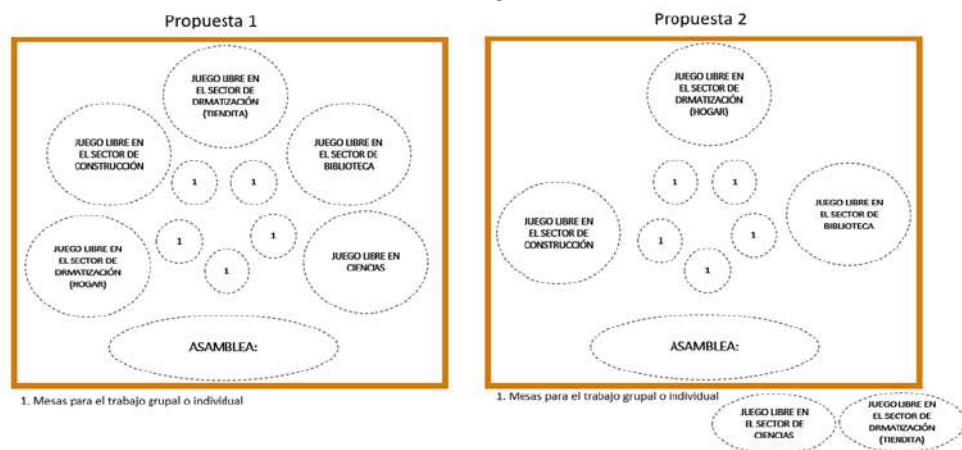 Propuesta 1
JUEGO LIBRE EN
EL SECTOR DE
DRMATIZACIÓN
(TIENDITA)
JUEGO LIBRE EN
EL SECTOR DE
CONSTRUCCIÓN
JUEGO LIBRE EN
EL SECTOR DE
BIBLIOTECA
1
1
1
1
1
JUEGO LIBRE EN
EL SECTOR DE
DRMATIZACIÓN
(HOGAR)
JUEGO LIBRE EN
CIENCIAS
ASAMBLEA:
1. Mesas para el trabajo grupal o individual
Propuesta 2
JUEGO LIBRE EN
EL SECTOR DE
DRMATIZACIÓN
(HOGAR)
1
1
JUEGO LIBRE EN
EL SECTOR DE
CONSTRUCCIÓN
1
1
1
JUEGO LIBRE EN
EL SECTOR DE
BIBLIOTECA
ASAMBLEA:
1. Mesas para el trabajo grupal o individual
JUEGO LIBRE EN
EL SECTOR DE
CIENCIAS
JUEGO LIBRE EN
EL SECTOR DE
DRMATIZACIÓN
(TIENDITA)